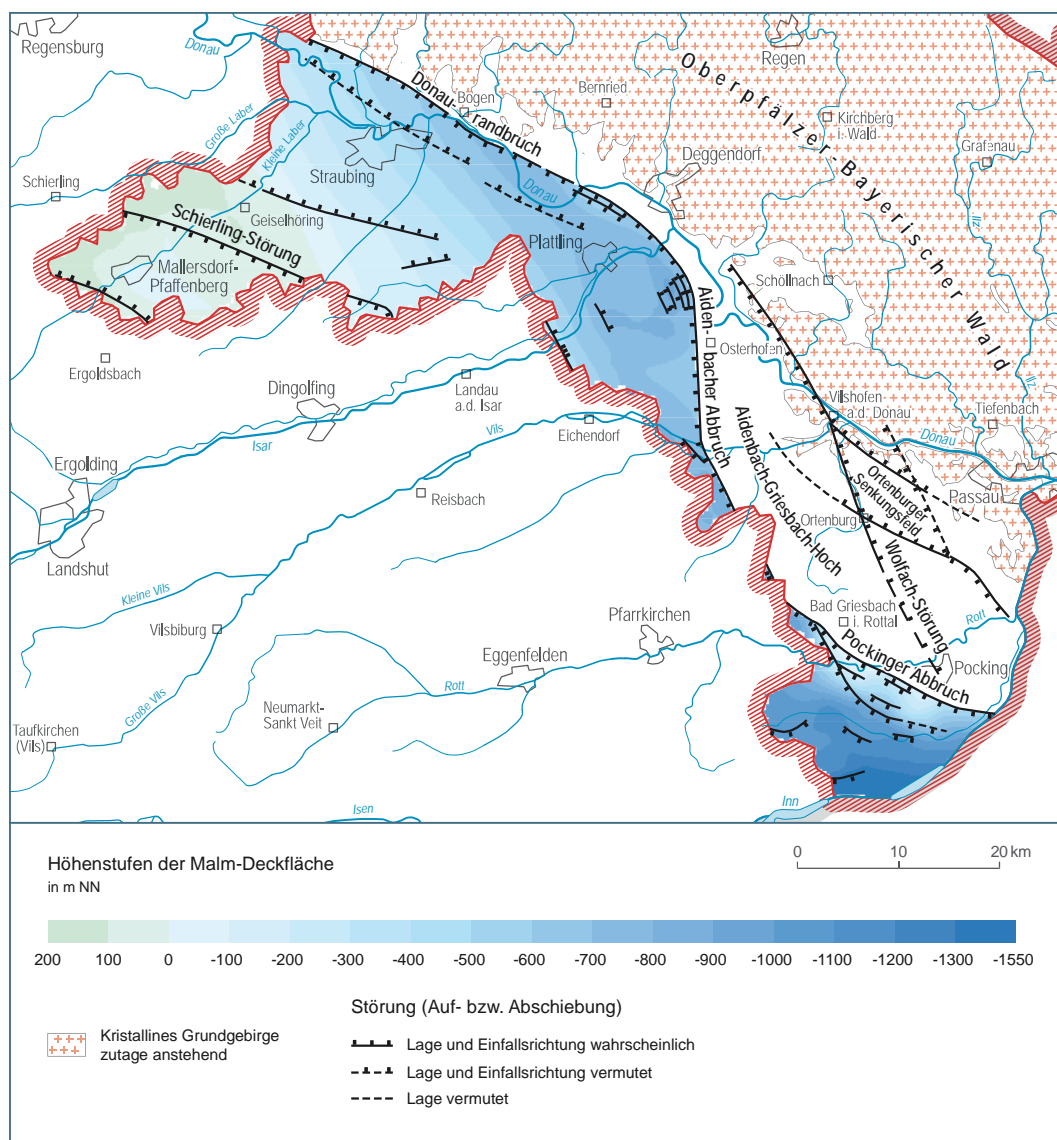 Regensburg
Donau
Regen
Oberpfälzer-Bayerischer Wald
Donau-
randbruch
Bogen
Bernried
Kirchberg
i. Wald
Grafenau
Große Laber
Kleine Laber
Schierling
Straubing
Deggendorf
Donau
Ilz
Geiselhöring
Schierling-Störung
Mallersdorf-
Pfaffenberg
Plattling
Schöllnach
Aiden-
bacher Abbruch
Osterhofen
Ergoldsbach
Dingolfing
Landau
a.d. Isar
Eichendorf
Vils
Isar
Vilshofen
a.d. Donau
Tiefenbach
Ilz
Donau
Passau
Ergolding
Reisbach
Aidenbach-Griesbach-Hoch
Ortenburger
Senkungsfeld
Ortenburg
Wolfach-Störung
Landshut
Kleine Vils
Vilsbiburg
Pfarrkirchen
Bad Griesbach
i. Rottal
Rott
Eggenfelden
Pockinger Abbruch
Pocking
Rott
Große Vils
Neumarkt-
Sankt Veit
Taufkirchen
(Vils)
Isen
Inn
Höhenstufen der Malm-Deckfläche
in m NN
0 10 20 km
200 100 0 -100 -200 -300 -400 -500 -600 -700 -800 -900 -1000 -1100 -1200 -1300 -1550
Störung (Auf- bzw. Abschiebung)
Kristallines Grundgebirge
zutage anstehend
Lage und Einfallsrichtung wahrscheinlich
Lage und Einfallsrichtung vermutet
Lage vermutet